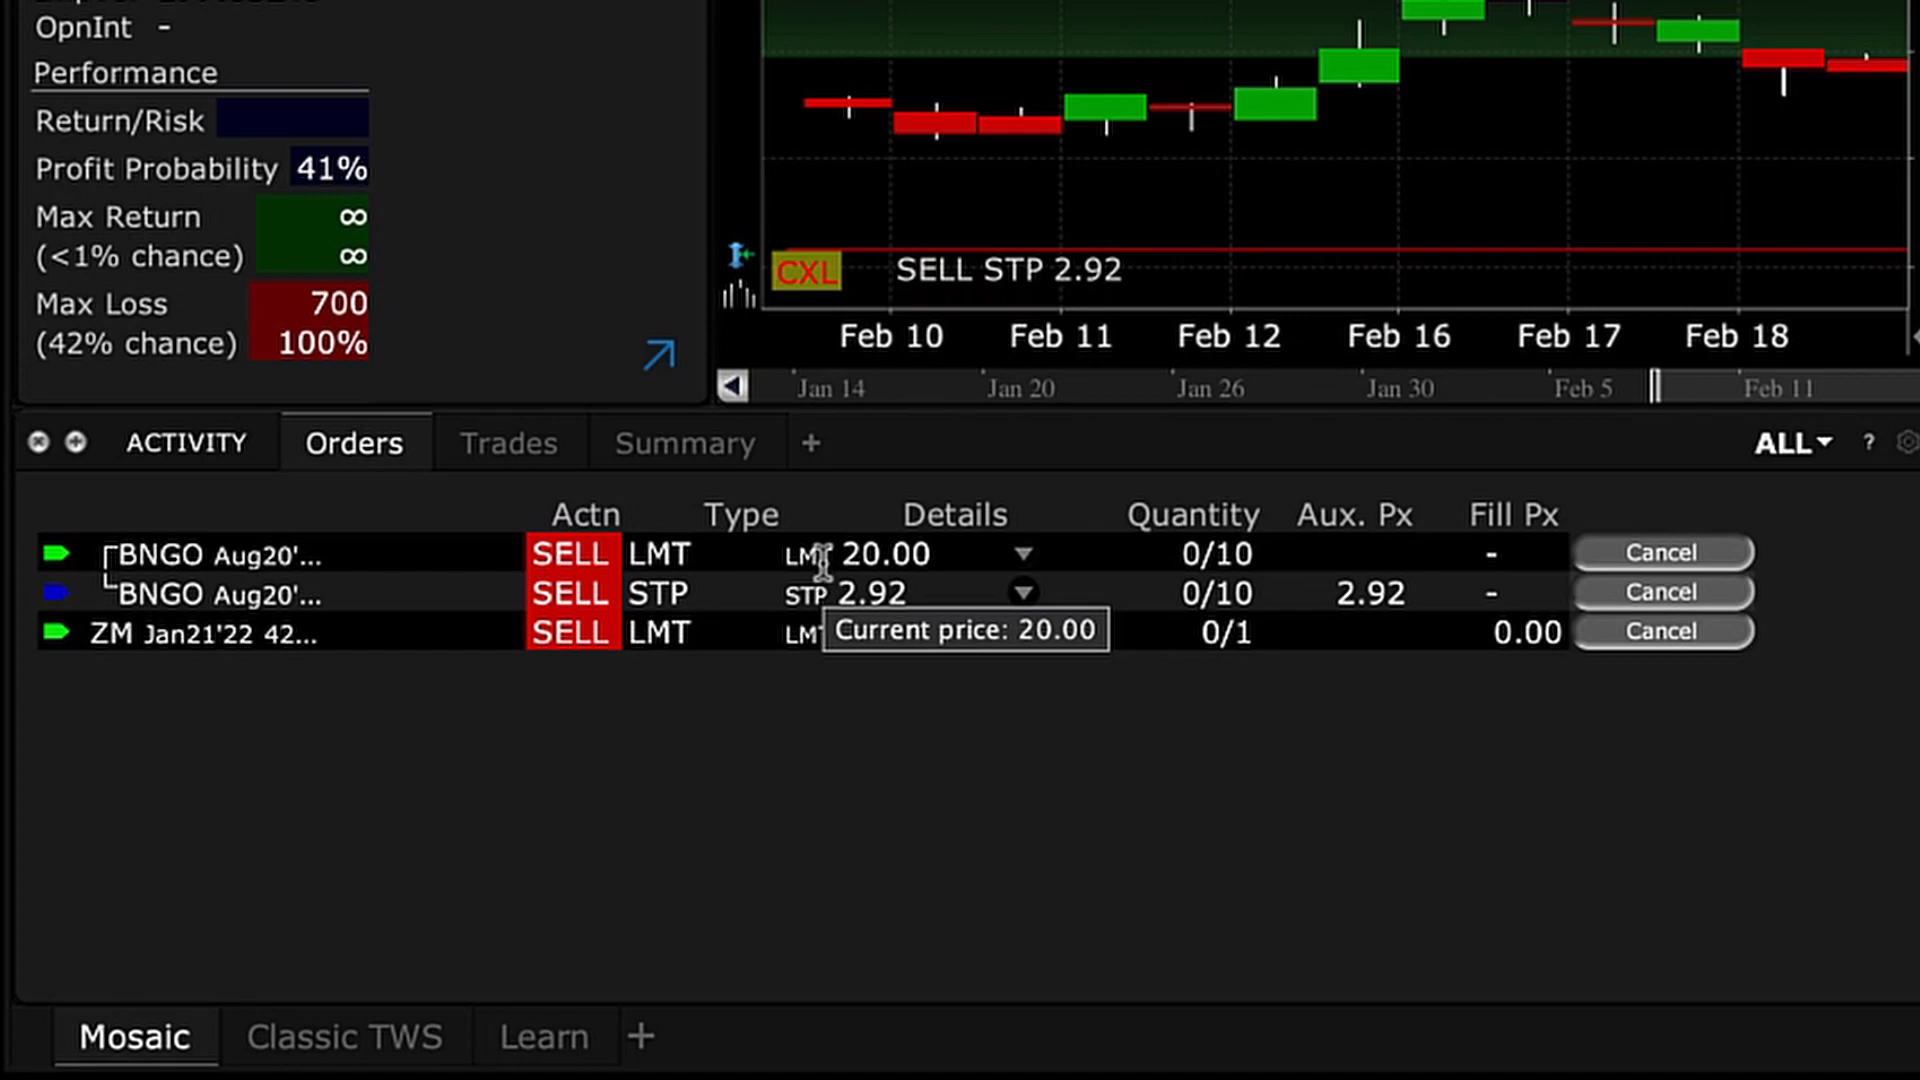 OpnInt -
Performance
Return/Risk
Profit Probability 41%
Max Return ∞
(<1% chance) ∞
Max Loss 700
(42% chance) 100%
CXL SELL STP 2.92
Feb 10 Feb 11 Feb 12 Feb 16 Feb 17 Feb 18
Jan 14 Jan 20 Jan 26 Jan 30 Feb 5 Feb 11
ACTIVITY Orders Trades Summary + ALL ?
Actn Type Details Quantity Aux. Px Fill Px
BNGO Aug20'... SELL LMT LMT 20.00 0/10 - Cancel
BNGO Aug20'... SELL STP STP 2.92 0/10 2.92 - Cancel
ZM Jan21'22 42... SELL LMT 0/1 0.00 Cancel
Current price: 20.00
Mosaic Classic TWS Learn +